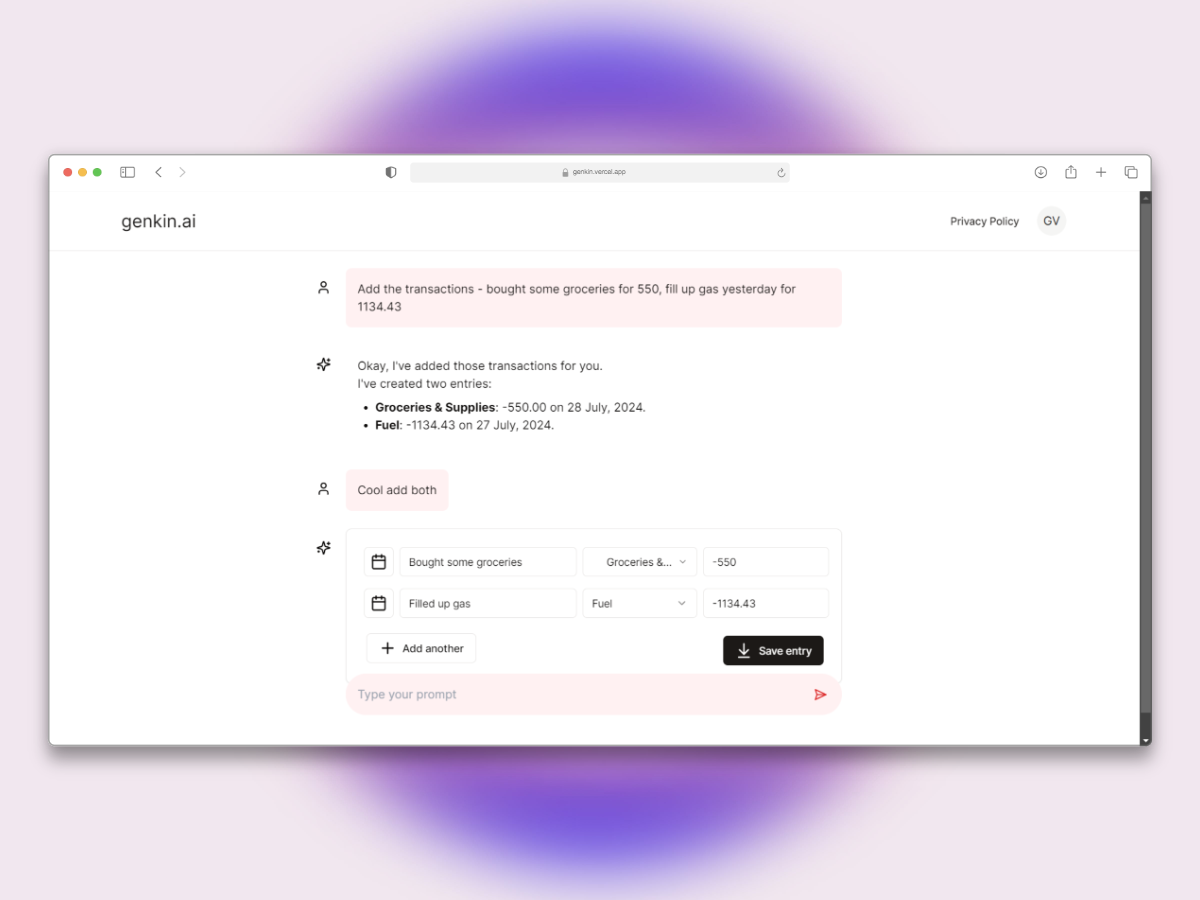 genkin.vercel.app
genkin.ai
Privacy Policy
GV
Add the transactions - bought some groceries for 550, fill up gas yesterday for
1134.43
Okay, I've added those transactions for you.
I've created two entries:
• Groceries & Supplies: -550.00 on 28 July, 2024.
• Fuel: -1134.43 on 27 July, 2024.
Cool add both
Bought some groceries
Groceries &...
-550
Filled up gas
Fuel
-1134.43
Add another
Save entry
Type your prompt